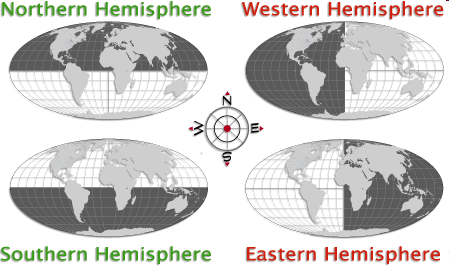 Northern Hemisphere
Western Hemisphere
N
W
E
S
Southern Hemisphere
Eastern Hemisphere